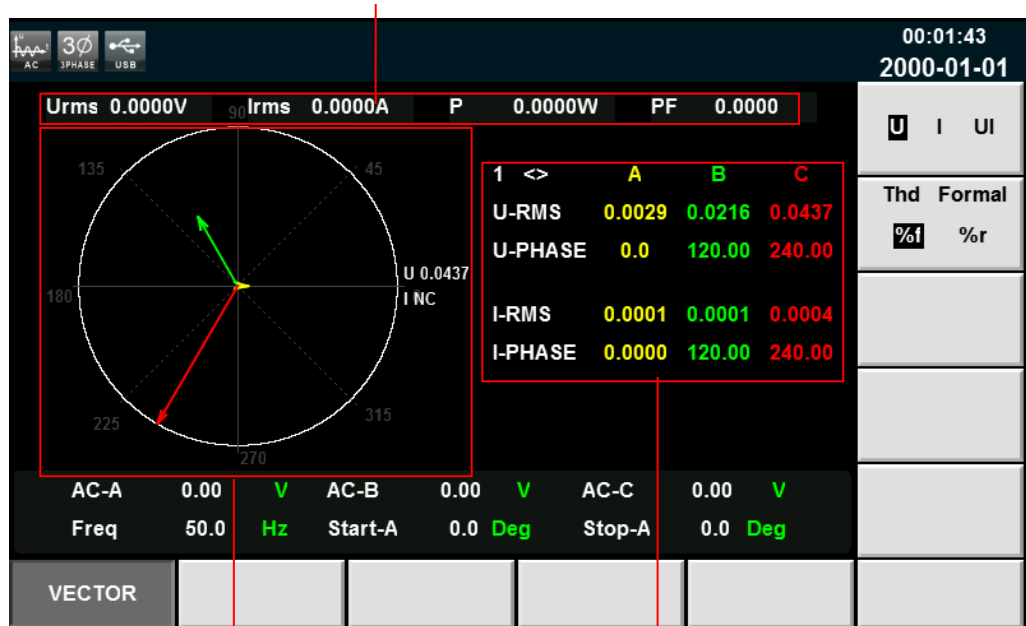 U t
AC
3Ø
3PHASE
USB
00:01:43
2000-01-01
Urms 0.0000V Irms 0.0000A P 0.0000W PF 0.0000
90
135
45
180
U 0.0437
I NC
225
315
270
1 <> A B C
U-RMS 0.0029 0.0216 0.0437
U-PHASE 0.0 120.00 240.00
I-RMS 0.0001 0.0001 0.0004
I-PHASE 0.0000 120.00 240.00
U I UI
Thd Formal
%f %r
AC-A 0.00 V AC-B 0.00 V AC-C 0.00 V
Freq 50.0 Hz Start-A 0.0 Deg Stop-A 0.0 Deg
VECTOR